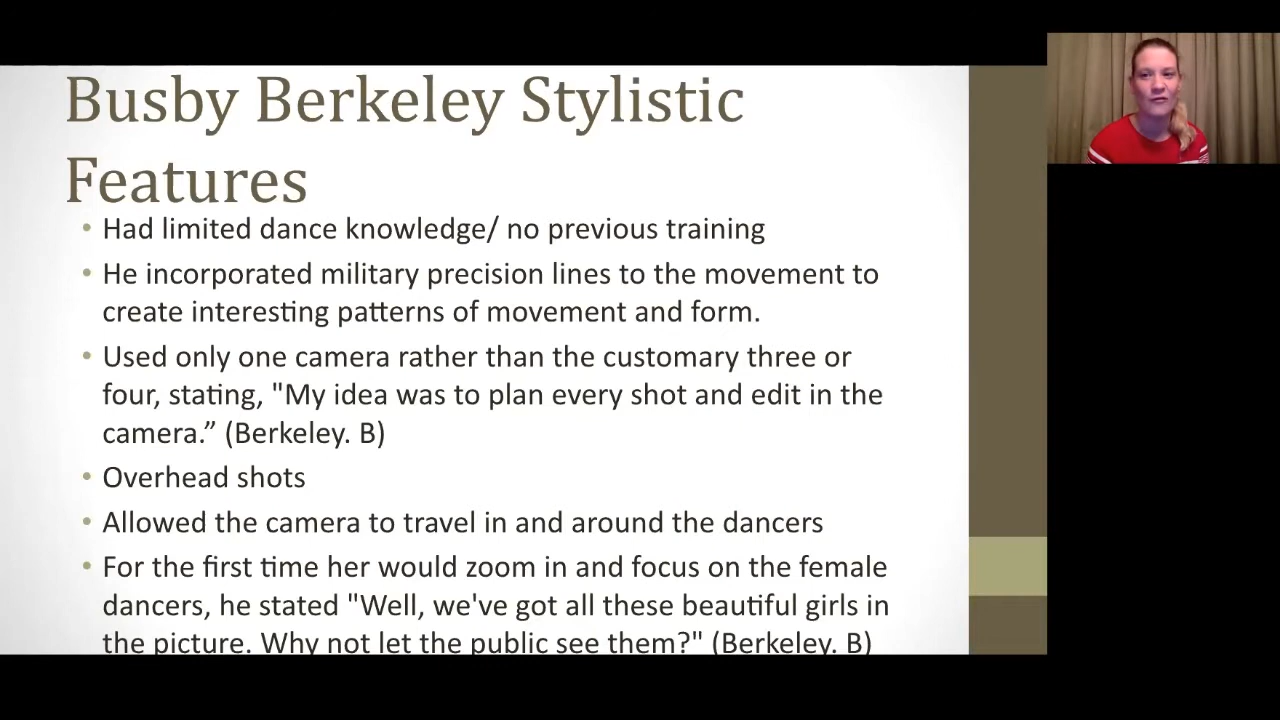 Busby Berkeley Stylistic
Features
• Had limited dance knowledge/ no previous training
• He incorporated military precision lines to the movement to
create interesting patterns of movement and form.
• Used only one camera rather than the customary three or
four, stating, "My idea was to plan every shot and edit in the
camera.” (Berkeley. B)
• Overhead shots
• Allowed the camera to travel in and around the dancers
• For the first time her would zoom in and focus on the female
dancers, he stated "Well, we've got all these beautiful girls in
the picture. Why not let the public see them?" (Berkeley. B)